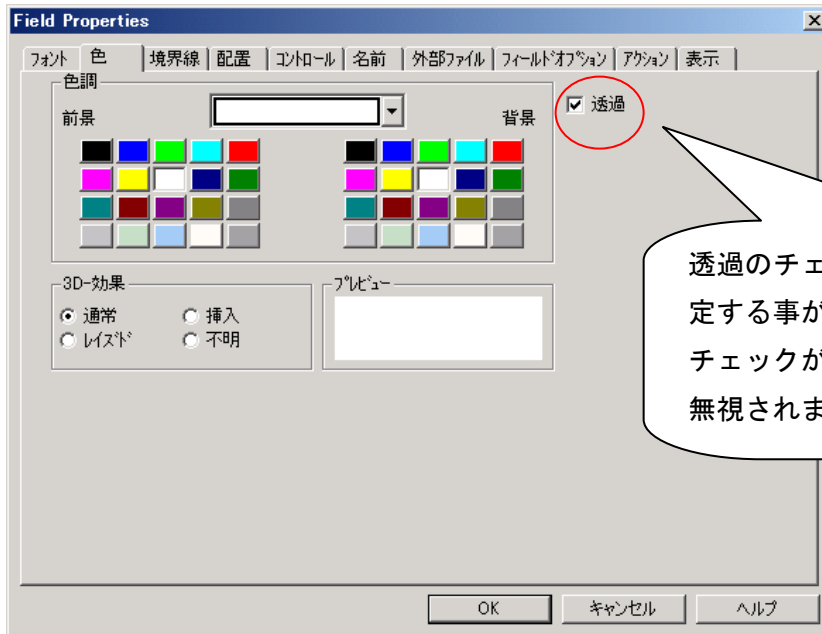 Field Properties
フォント 色 境界線 配置 コントロール 名前 外部ファイル フィールドオプション アクション 表示
色調
前景
背景
透過
3D-効果
通常
挿入
レイズド
不明
プレビュー
透過のチェ
定する事が
チェックが
無視されま
OK キャンセル ヘルプ